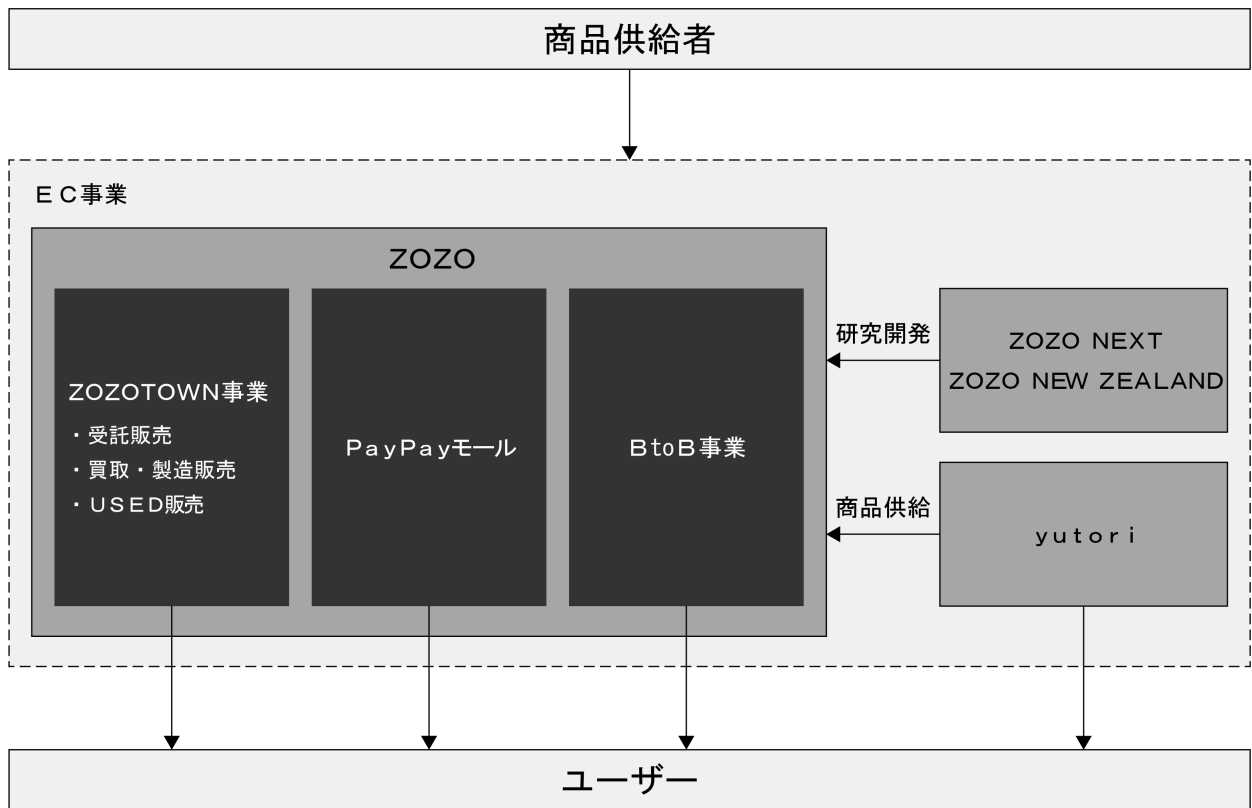 商品供給者
ＥＣ事業
ZOZO
ZOZOTOWN事業
・受託販売
・買取・製造販売
・ＵＳＥＤ販売
ＰａｙＰａｙモール
ＢtoＢ事業
研究開発
ZOZO NEXT
ZOZO NEW ZEALAND
商品供給
ｙｕｔｏｒｉ
ユーザー